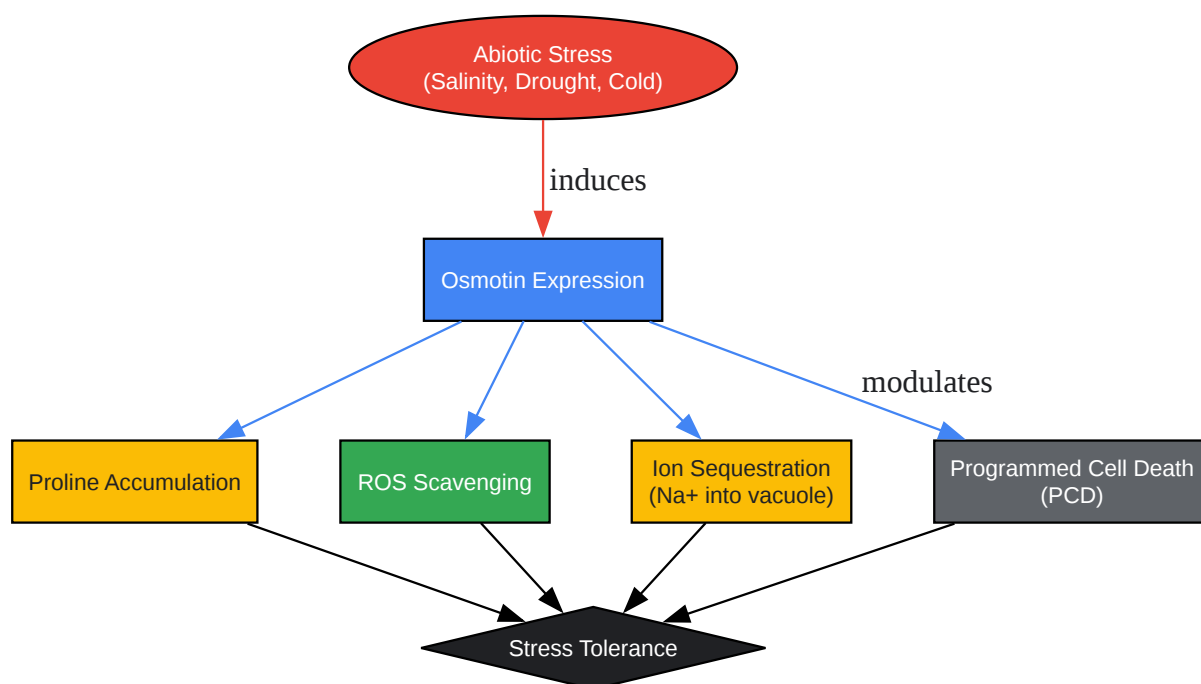 Abiotic Stress
(Salinity, Drought, Cold)
induces
Osmotin Expression
modulates
Proline Accumulation
ROS Scavenging
Ion Sequestration
(Na+ into vacuole)
Programmed Cell Death
(PCD)
Stress Tolerance